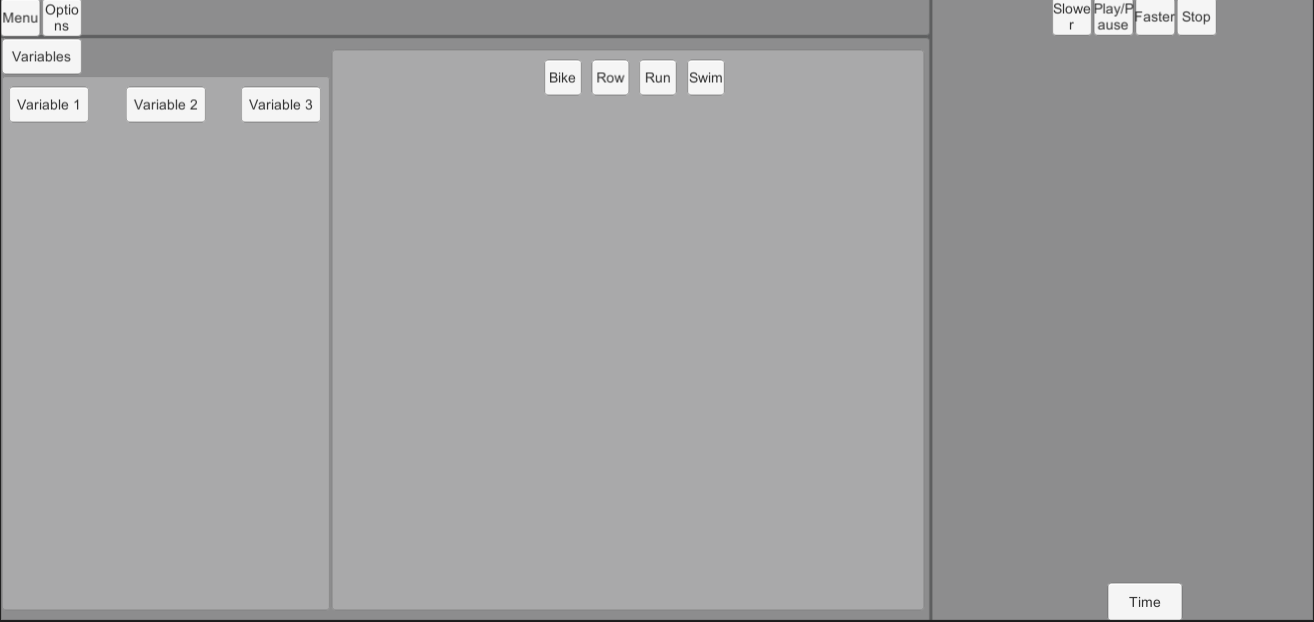 Menu
Optio
ns
Slowe
r
Play/P
ause
Faster
Stop
Variables
Variable 1
Variable 2
Variable 3
Bike
Row
Run
Swim
Time